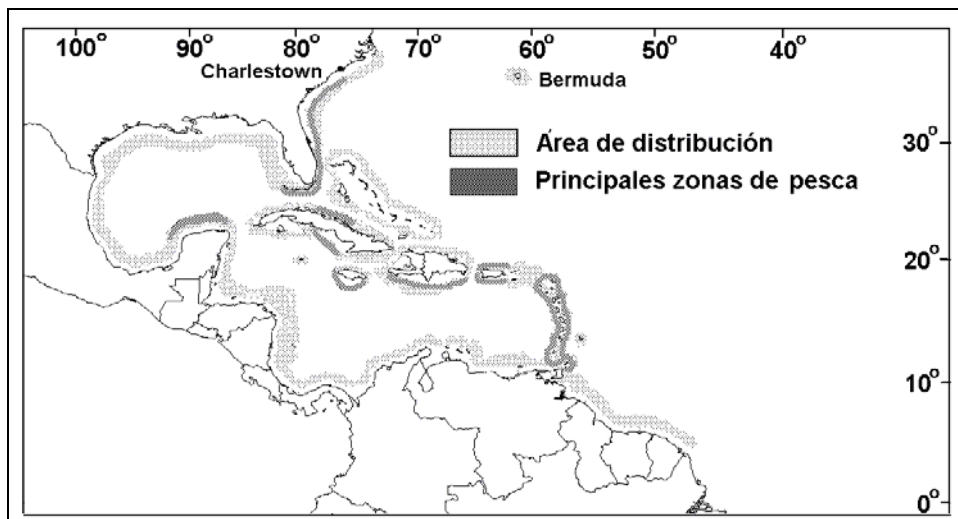 100° 90° 80° 70° 60° 50° 40°
Charlestown
Bermuda
Área de distribución
30°
Principales zonas de pesca
20°
10°
0°